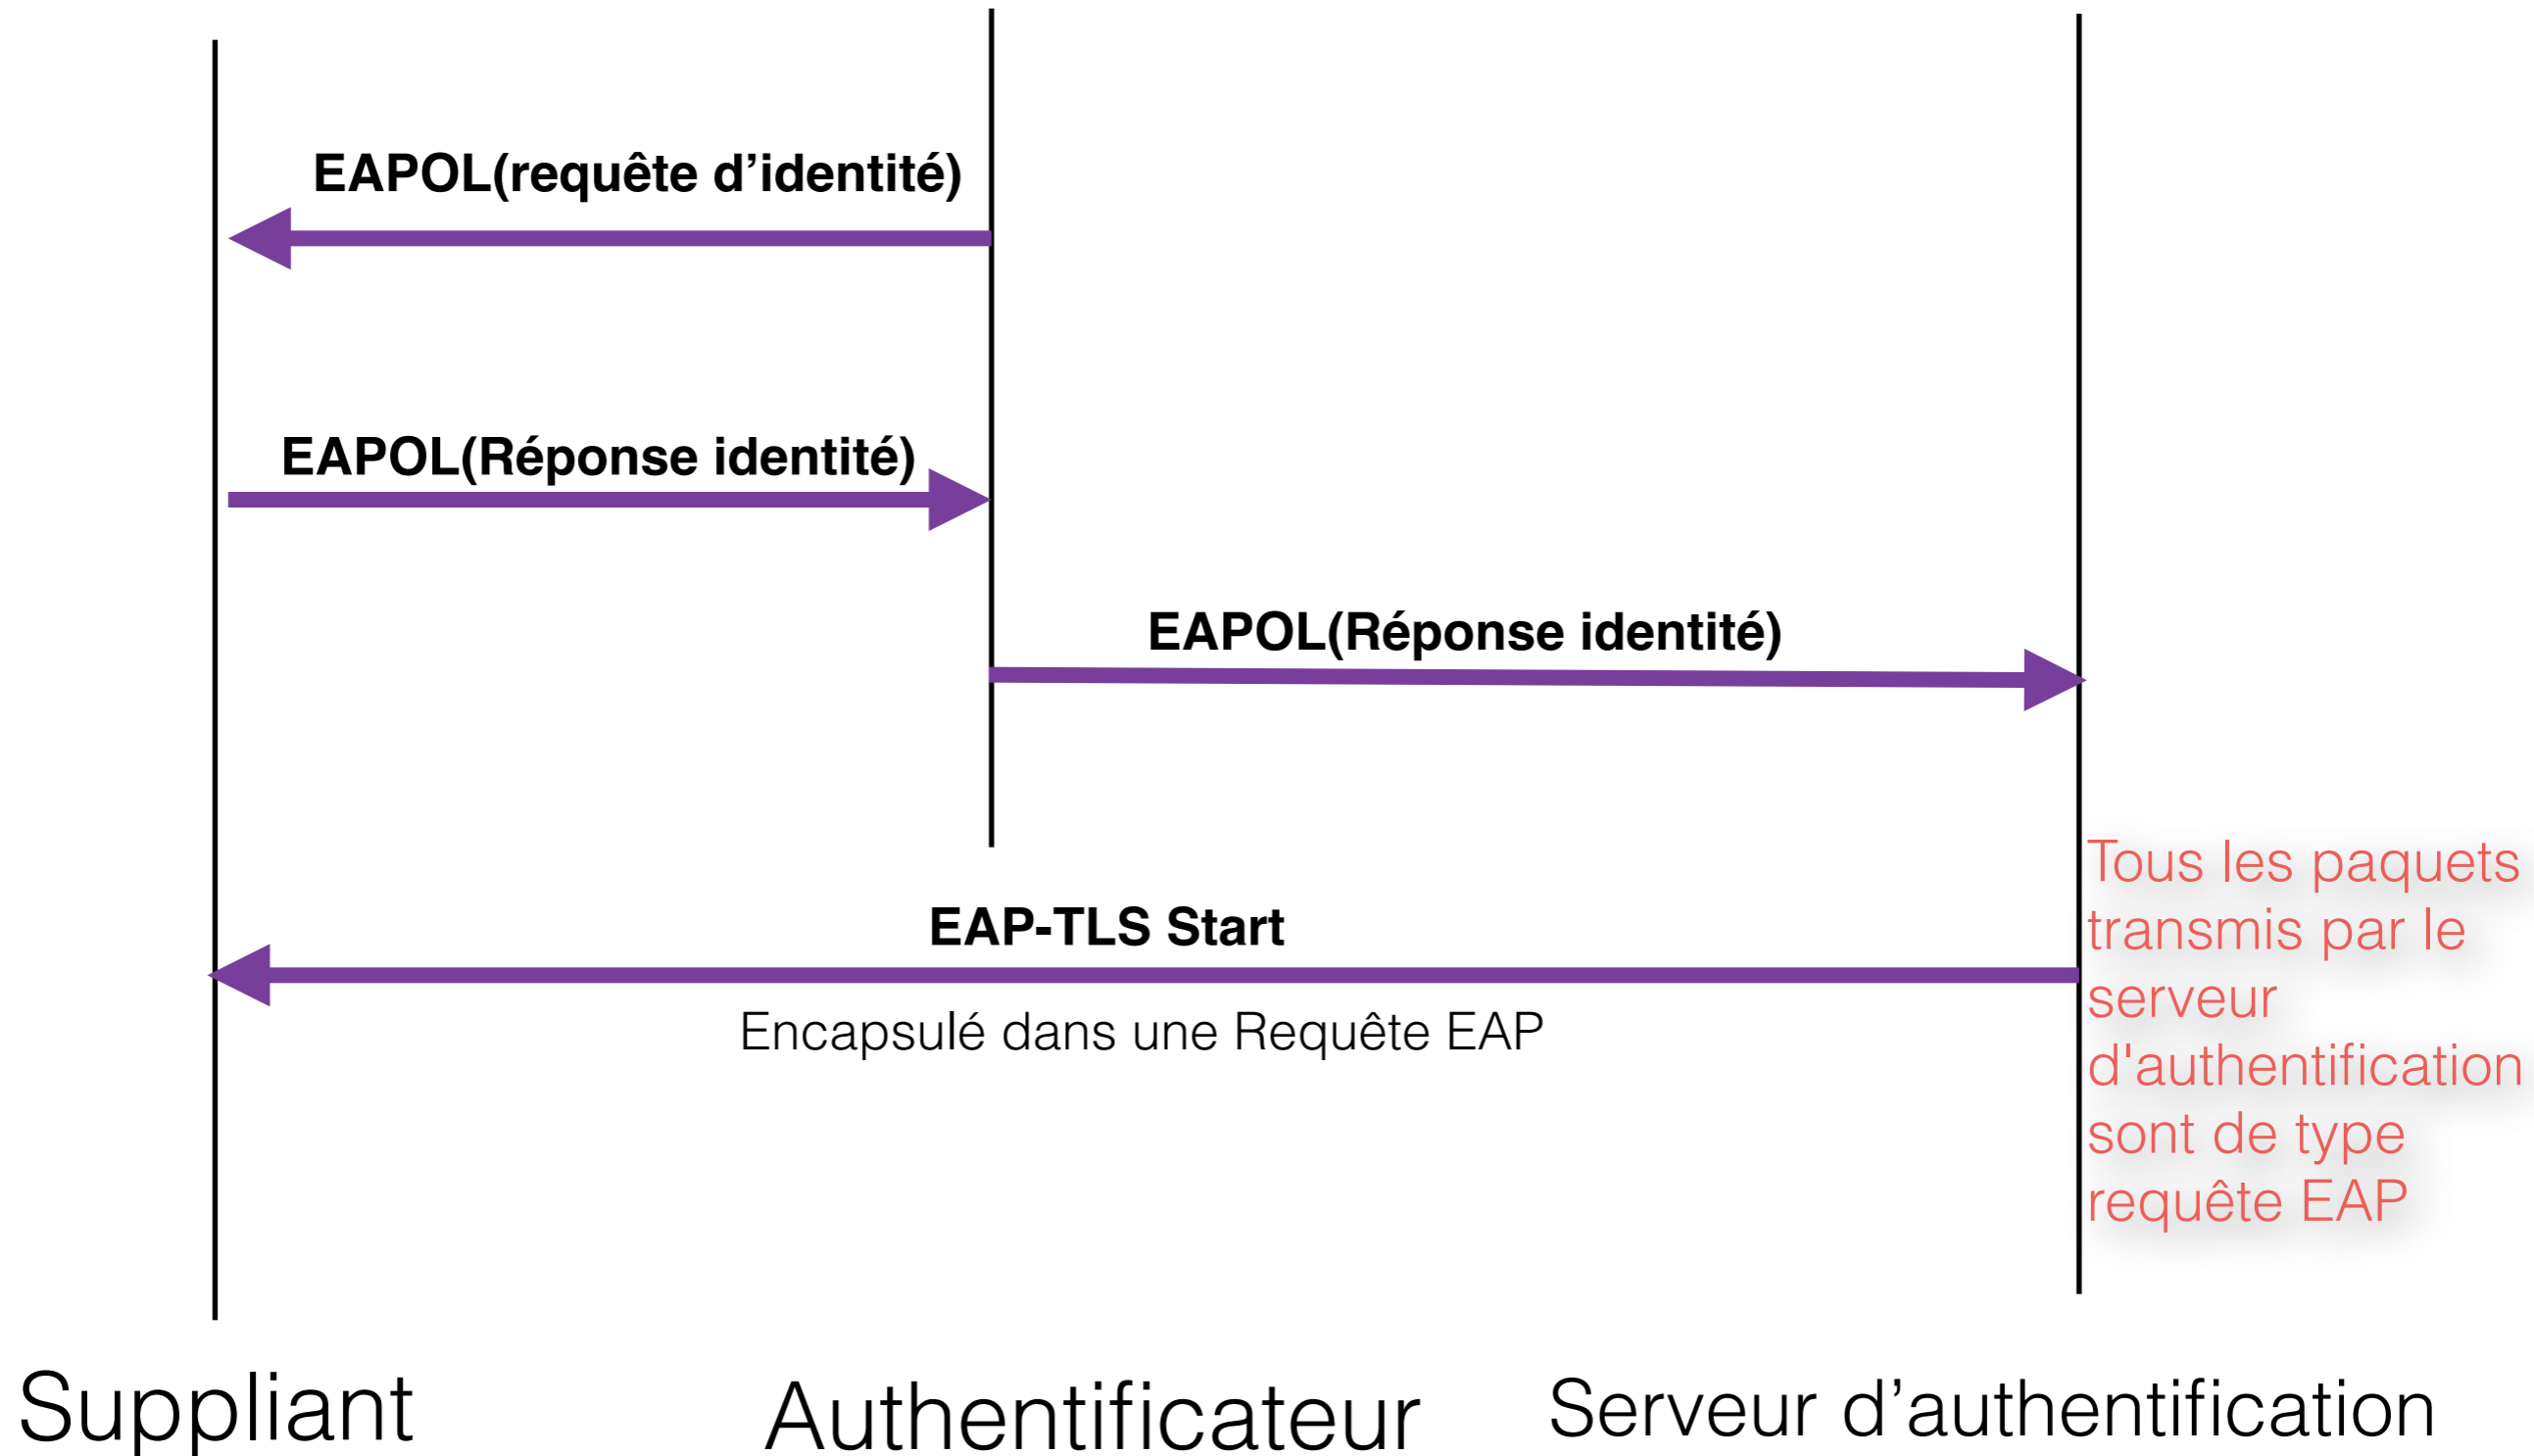 EAPOL(requête d’identité)
EAPOL(Réponse identité)
EAPOL(Réponse identité)
EAP-TLS Start
Encapsulé dans une Requête EAP
Tous les paquets
transmis par le
serveur
d'authentification
sont de type
requête EAP
Suppliant
Authentificateur
Serveur d’authentification